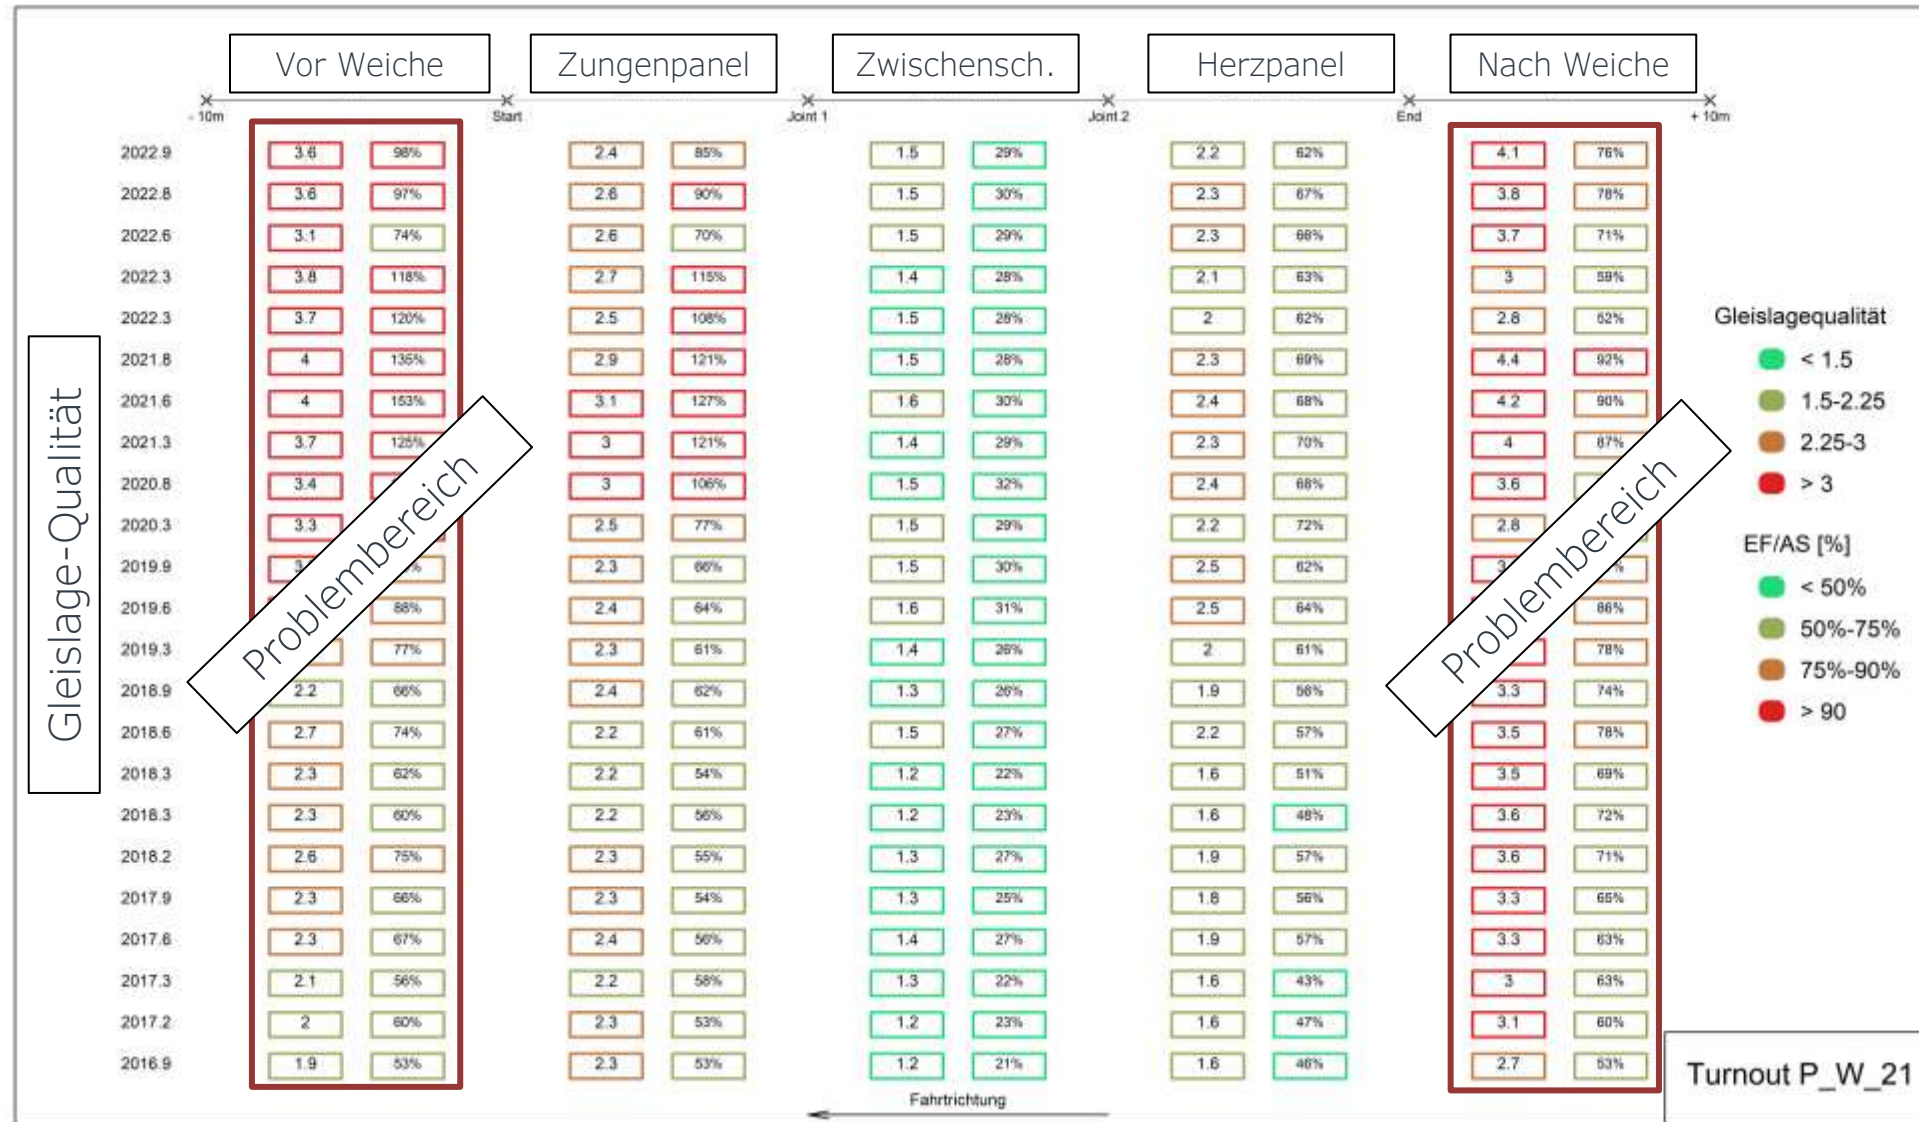 Vor Weiche Zungenpanel Zwischensch. Herzpanel Nach Weiche
- 10m Start Joint 1 Joint 2 End + 10m
2022.9 3.6 98% 2.4 85% 1.5 29% 2.2 62% 4.1 76%
2022.8 3.6 97% 2.6 90% 1.5 30% 2.3 67% 3.8 78%
2022.6 3.1 74% 2.6 70% 1.5 29% 2.3 68% 3.7 71%
2022.3 3.8 118% 2.7 115% 1.4 28% 2.1 63% 3 59%
2022.3 3.7 120% 2.5 108% 1.5 28% 2 62% 2.8 52%
2021.8 4 135% 2.9 121% 1.5 28% 2.3 69% 4.4 92%
2021.6 4 153% 3.1 127% 1.6 30% 2.4 68% 4.2 90%
2021.3 3.7 125% 3 121% 1.4 29% 2.3 70% 4 87%
2020.8 3.4 3 106% 1.5 32% 2.4 68% 3.6
2020.3 3.3 2.5 77% 1.5 29% 2.2 72% 2.8
2019.9 2.3 66% 1.5 30% 2.5 62%
2019.6 88% 2.4 64% 1.6 31% 2.5 64% 86%
2019.3 77% 2.3 61% 1.4 26% 2 61% 78%
2018.9 2.2 66% 2.4 62% 1.3 26% 1.9 56% 3.3 74%
2018.6 2.7 74% 2.2 61% 1.5 27% 2.2 57% 3.5 78%
2018.3 2.3 62% 2.2 54% 1.2 22% 1.6 51% 3.5 69%
2018.3 2.3 60% 2.2 56% 1.2 23% 1.6 48% 3.6 72%
2018.2 2.6 75% 2.3 55% 1.3 27% 1.9 57% 3.6 71%
2017.9 2.3 66% 2.3 54% 1.3 25% 1.8 56% 3.3 65%
2017.6 2.3 67% 2.4 56% 1.4 27% 1.9 57% 3.3 63%
2017.3 2.1 56% 2.2 58% 1.3 22% 1.6 43% 3 63%
2017.2 2 60% 2.3 53% 1.2 23% 1.6 47% 3.1 60%
2016.9 1.9 53% 2.3 53% 1.2 21% 1.6 46% 2.7 53%
Fahrtrichtung
Gleislage-Qualität
Problembereich
Problembereich
Gleislagequalität
< 1.5
1.5-2.25
2.25-3
> 3
EF/AS [%]
< 50%
50%-75%
75%-90%
> 90
Turnout P_W_21